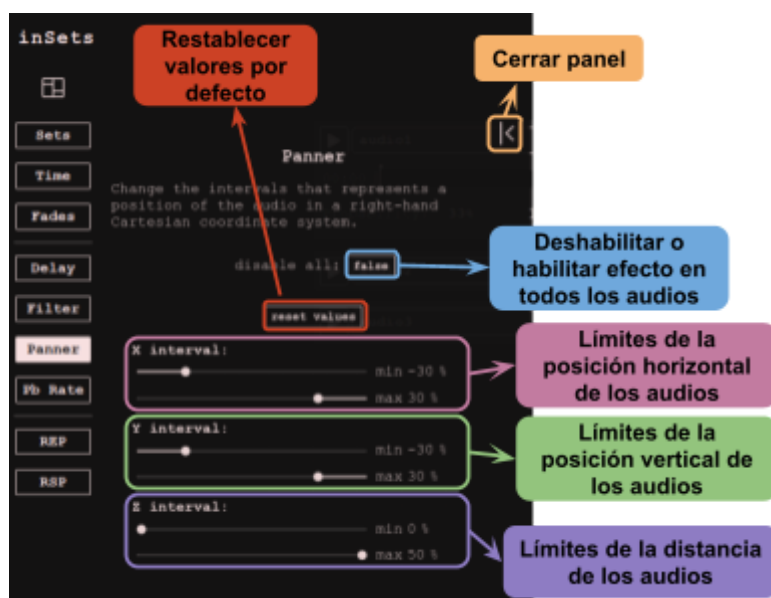 inSets
Restablecer
valores por
defecto
Cerrar panel
Sets
Time
Fades
Delay
Filter
Panner
Pb Rate
REP
RSP
Panner
Change the intervals that represents a
position of the audio in a right-hand
Cartesian coordinate system.
disable all: false
reset values
X interval:
min -30 %
max 30 %
Y interval:
min -30 %
max 30 %
Z interval:
min 0 %
max 50 %
Deshabilitar o
habilitar efecto en
todos los audios
Límites de la
posición horizontal
de los audios
Límites de la
posición vertical de
los audios
Límites de la distancia
de los audios